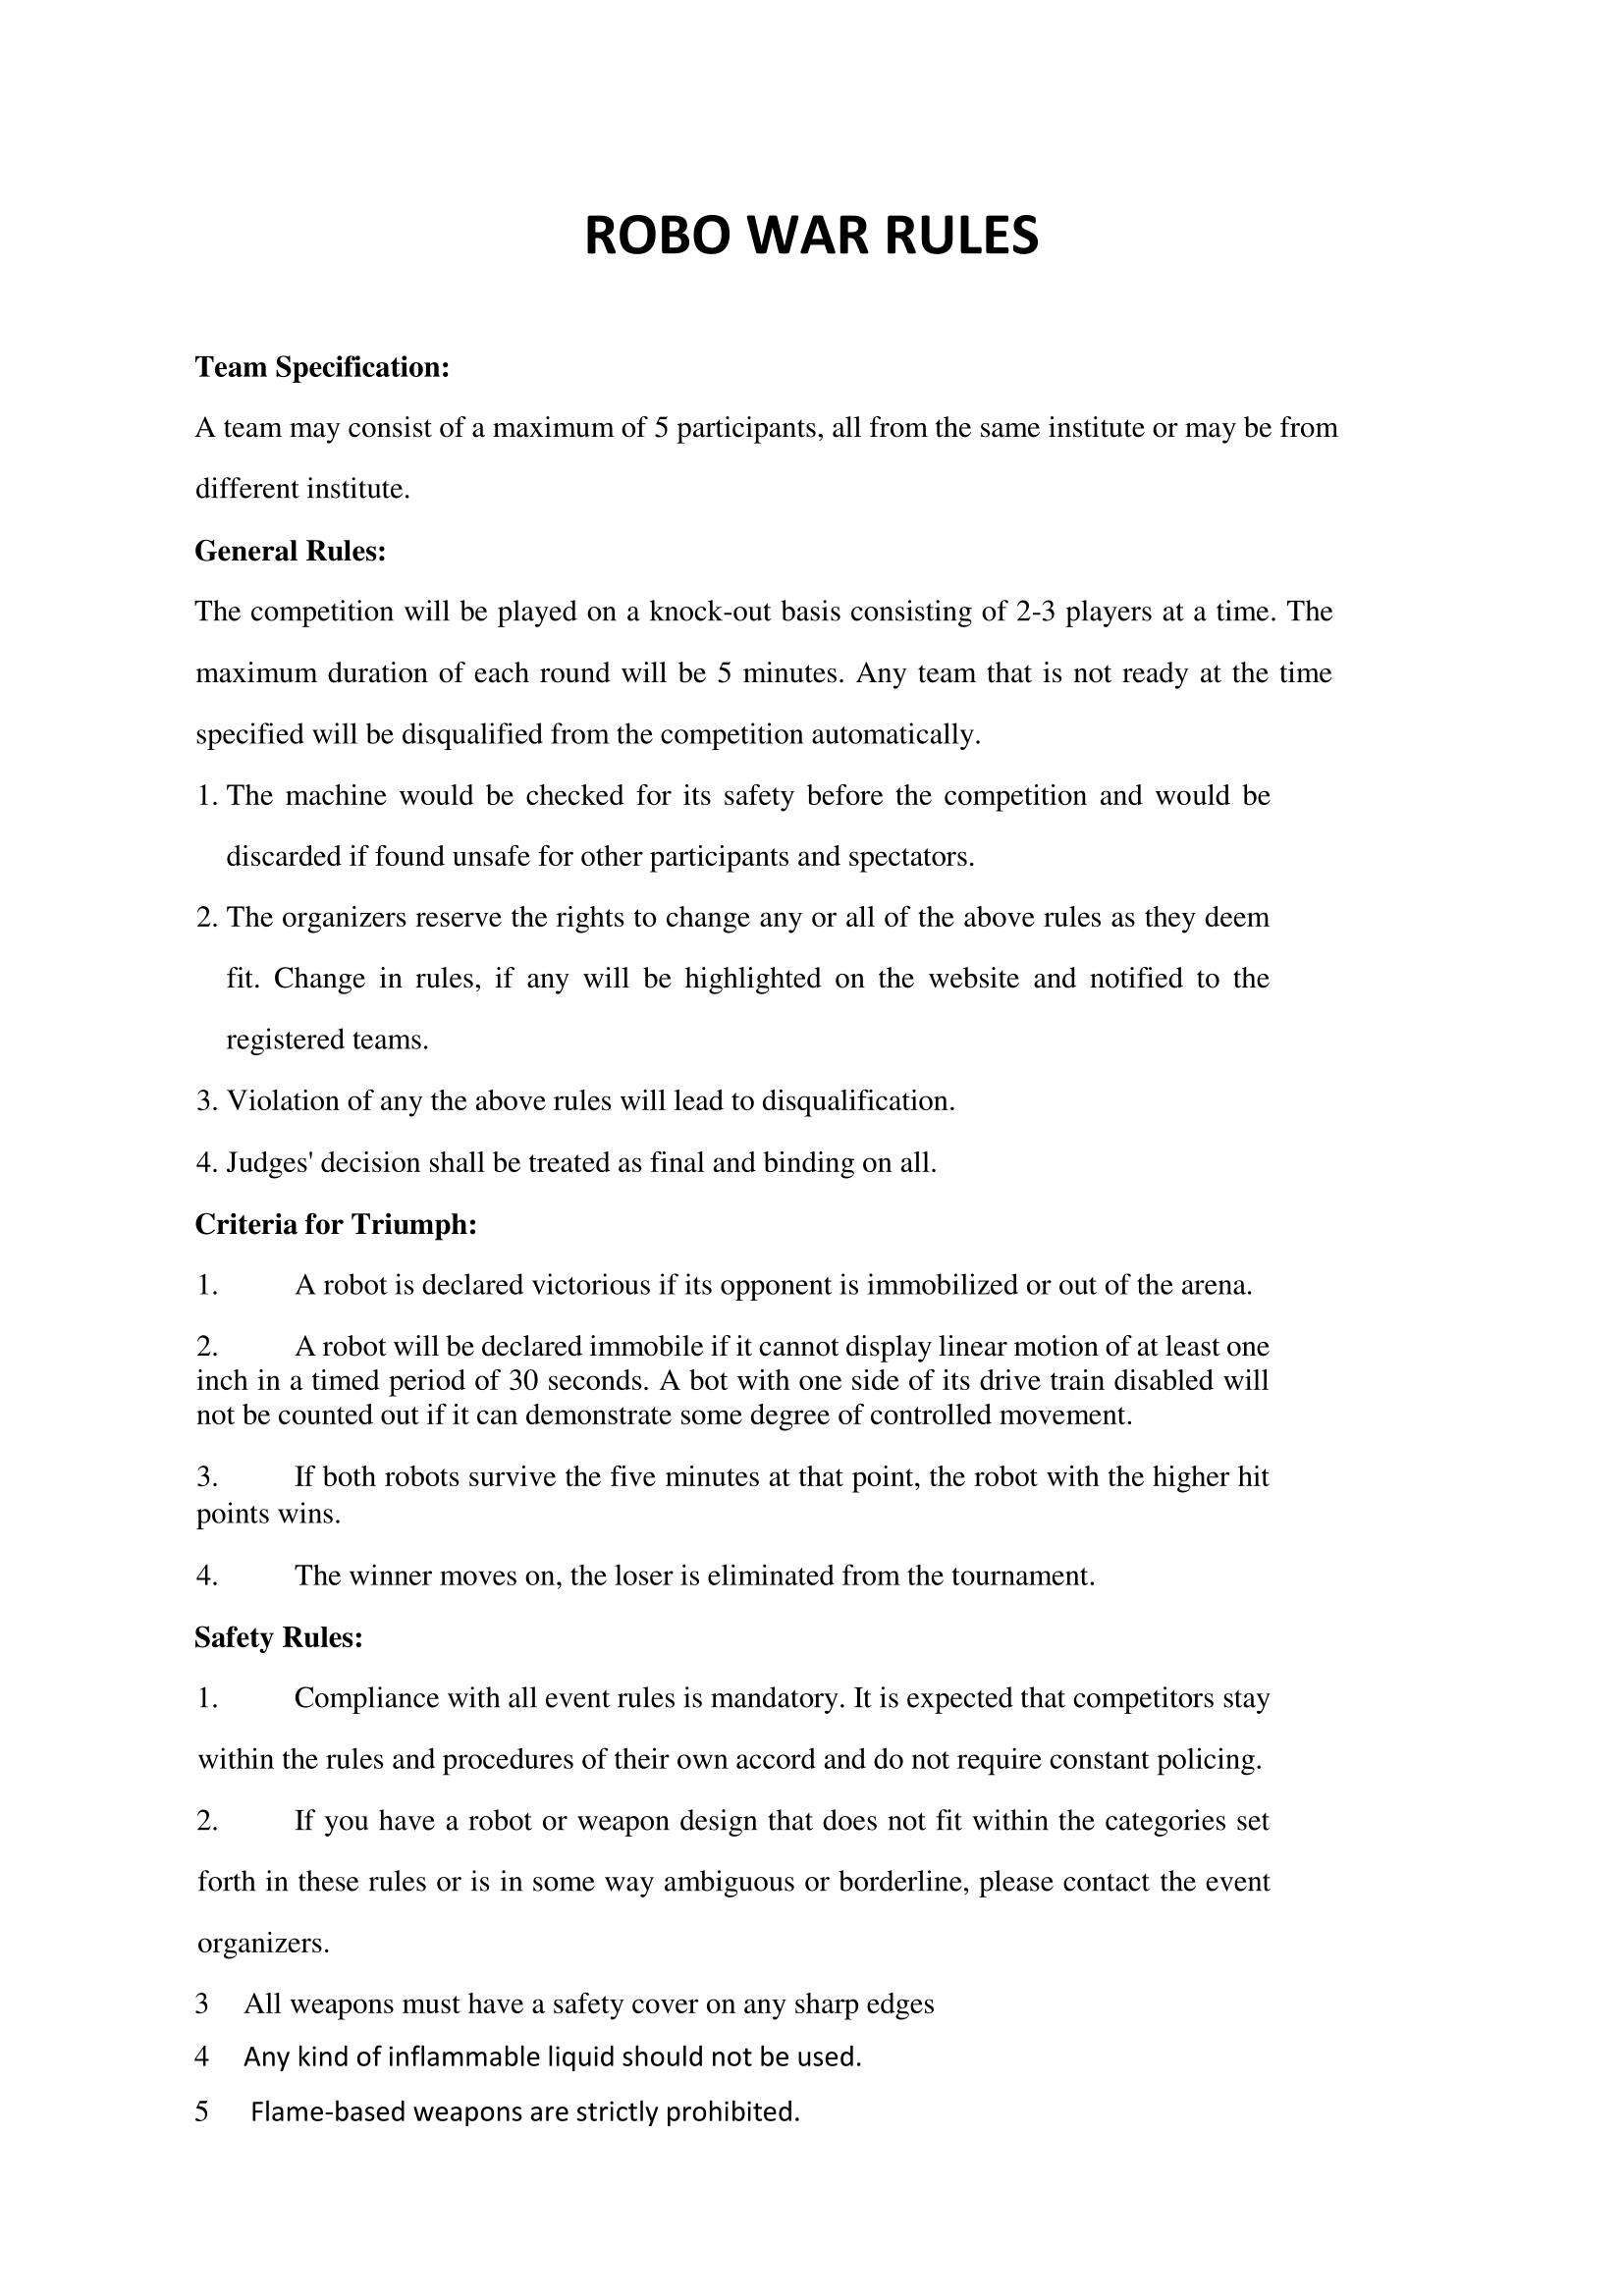 ROBO WAR RULES
Team Specification:
A team may consist of a maximum of 5 participants, all from the same institute or may be from
different institute.
General Rules:
The competition will be played on a knock-out basis consisting of 2-3 players at a time. The
maximum duration of each round will be 5 minutes. Any team that is not ready at the time
specified will be disqualified from the competition automatically.
1. The machine would be checked for its safety before the competition and would be
discarded if found unsafe for other participants and spectators.
2. The organizers reserve the rights to change any or all of the above rules as they deem
fit. Change in rules, if any will be highlighted on the website and notified to the
registered teams.
3. Violation of any the above rules will lead to disqualification.
4. Judges' decision shall be treated as final and binding on all.
Criteria for Triumph:
1. A robot is declared victorious if its opponent is immobilized or out of the arena.
2. A robot will be declared immobile if it cannot display linear motion of at least one
inch in a timed period of 30 seconds. A bot with one side of its drive train disabled will
not be counted out if it can demonstrate some degree of controlled movement.
3. If both robots survive the five minutes at that point, the robot with the higher hit
points wins.
4. The winner moves on, the loser is eliminated from the tournament.
Safety Rules:
1. Compliance with all event rules is mandatory. It is expected that competitors stay
within the rules and procedures of their own accord and do not require constant policing.
2. If you have a robot or weapon design that does not fit within the categories set
forth in these rules or is in some way ambiguous or borderline, please contact the event
organizers.
3 All weapons must have a safety cover on any sharp edges
4 Any kind of inflammable liquid should not be used.
5 Flame-based weapons are strictly prohibited.